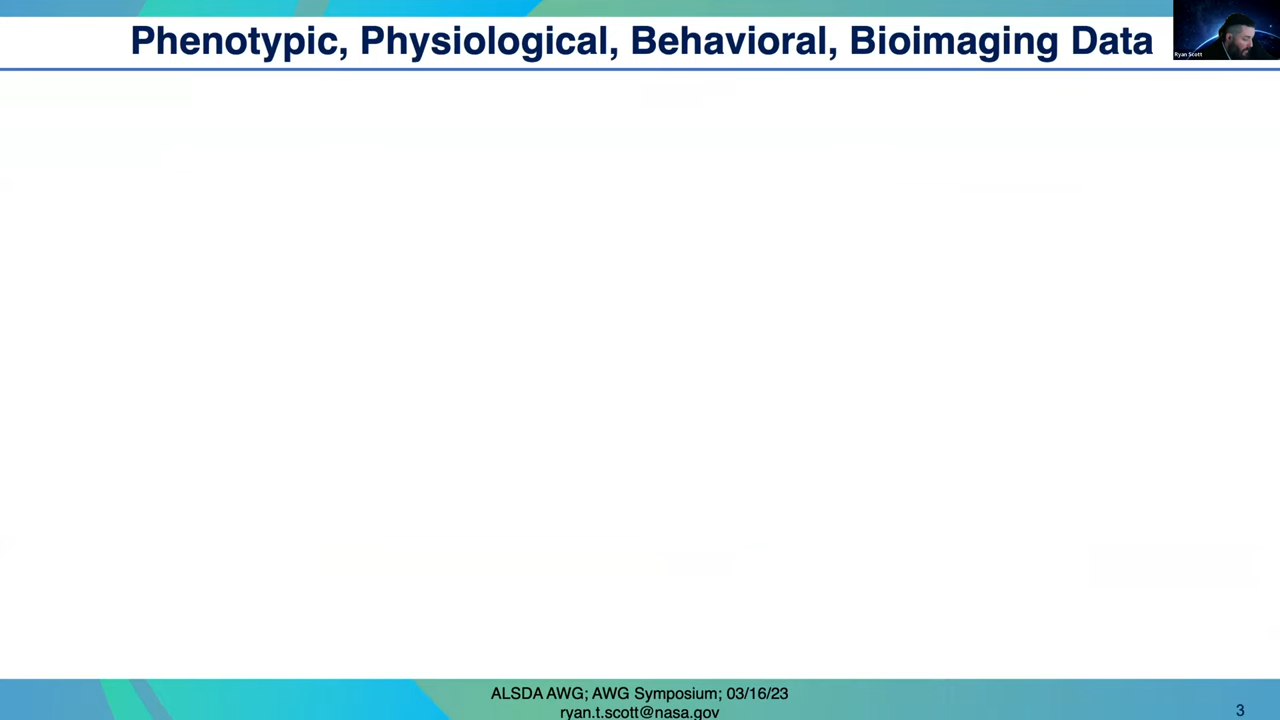 Phenotypic, Physiological, Behavioral, Bioimaging Data
Ryan Scott
ALSDA AWG; AWG Symposium; 03/16/23
ryan.t.scott@nasa.gov
3